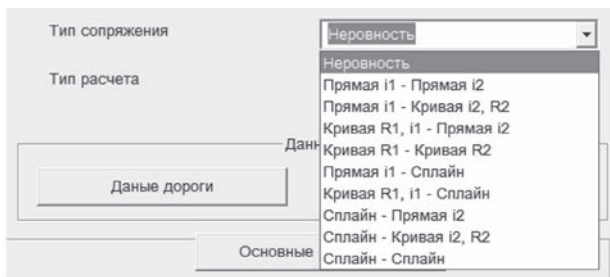 Тип сопряжения
Неровность
Тип расчета
Неровность
Прямая i1 - Прямая i2
Прямая i1 - Кривая i2, R2
Кривая R1, i1 - Прямая i2
Кривая R1 - Кривая R2
Прямая i1 - Сплайн
Кривая R1, i1 - Сплайн
Сплайн - Прямая i2
Сплайн - Кривая i2, R2
Сплайн - Сплайн
Даные дороги
Основные